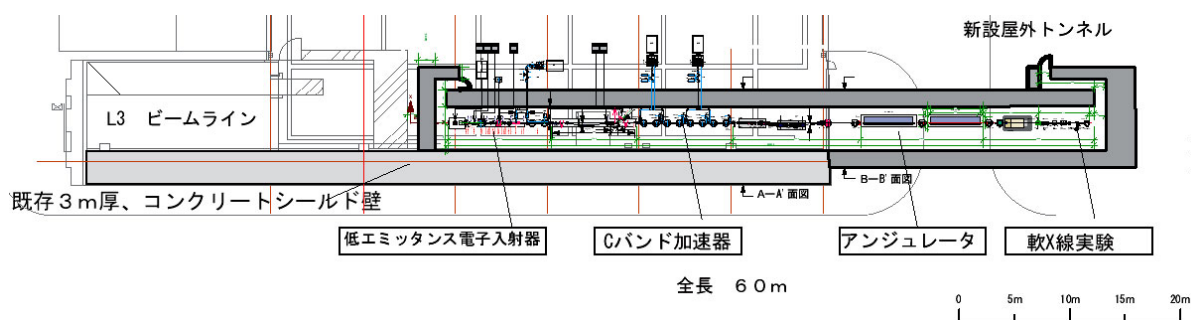 新設屋外トンネル
L3 ビームライン
B－B' 面図
A－A' 面図
既存３ｍ厚、コンクリートシールド壁
低エミッタンス電子入射器
Cバンド加速器
アンジュレータ
軟X線実験
全長 ６０ｍ
0 5m 10m 15m 20m